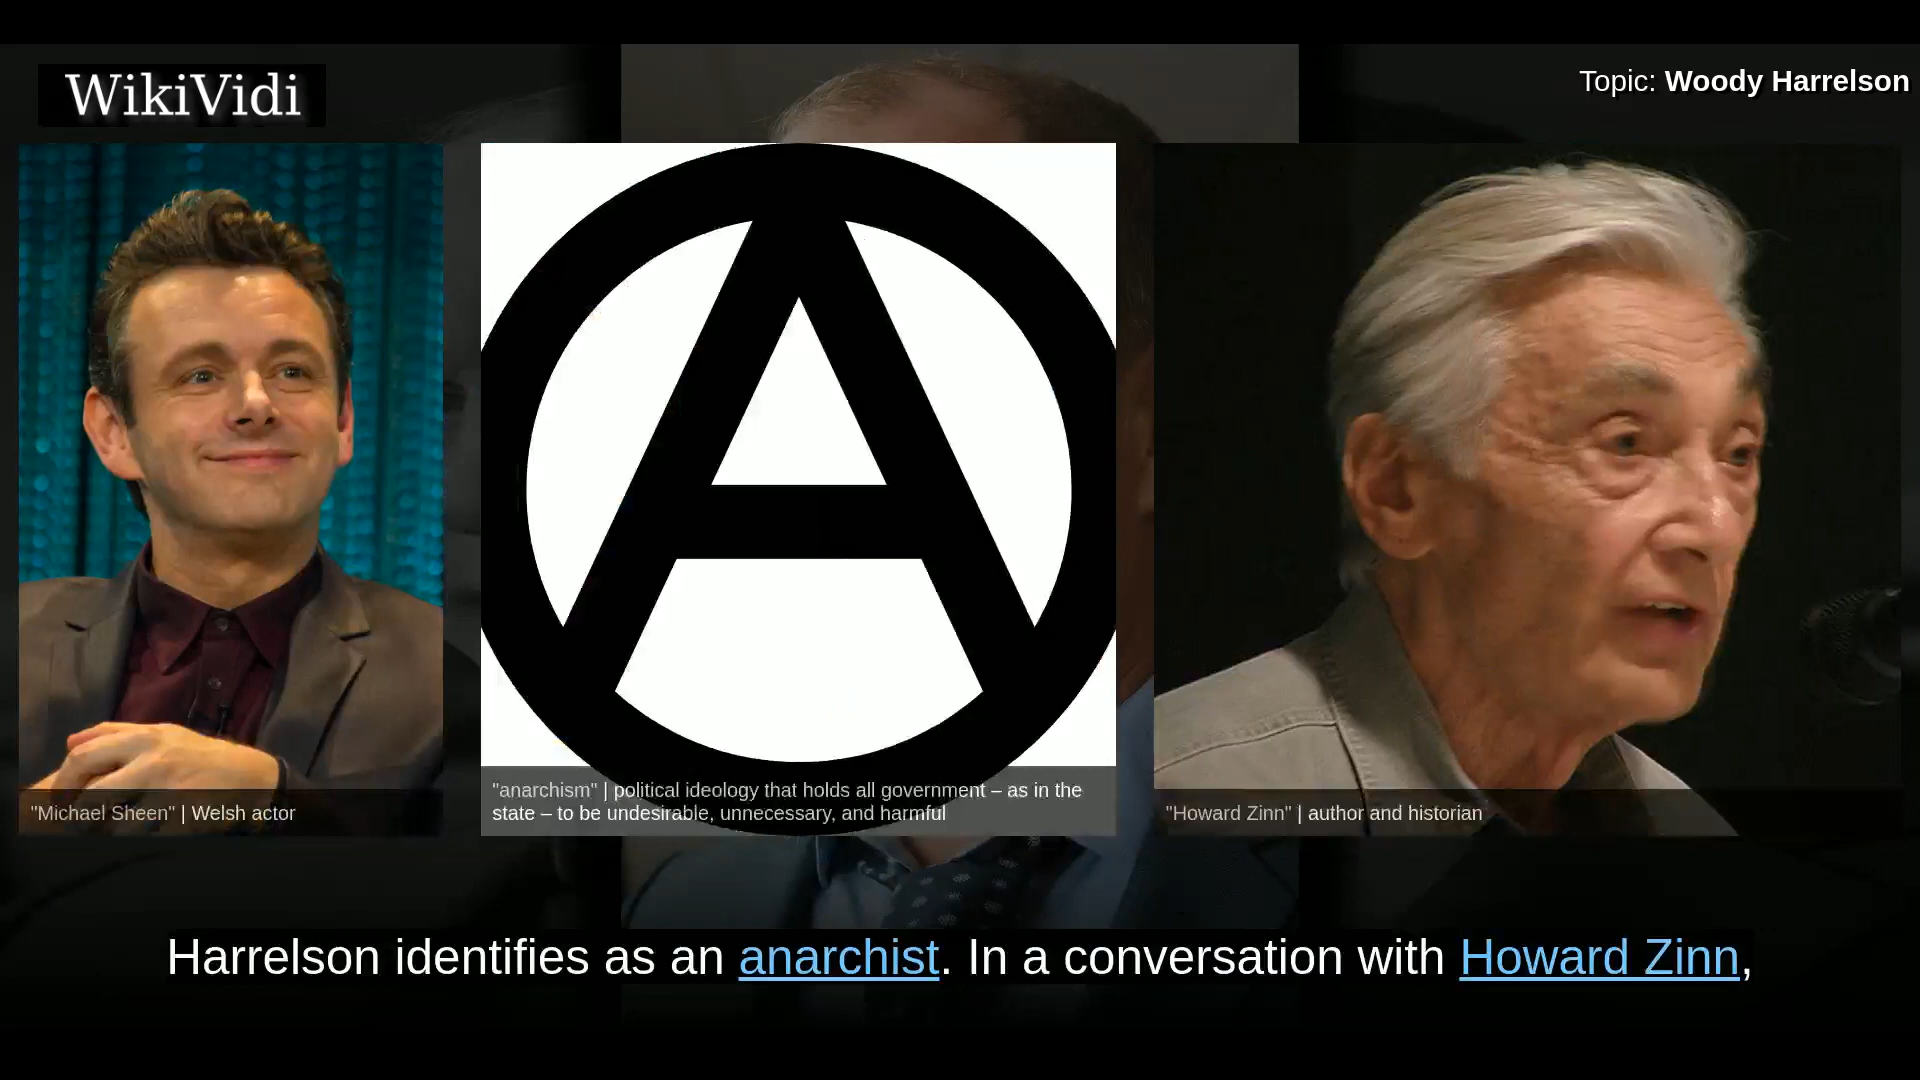 WikiVidi
Topic: Woody Harrelson
"Michael Sheen" | Welsh actor
"anarchism" | political ideology that holds all government – as in the
state – to be undesirable, unnecessary, and harmful
"Howard Zinn" | author and historian
Harrelson identifies as an anarchist. In a conversation with Howard Zinn,